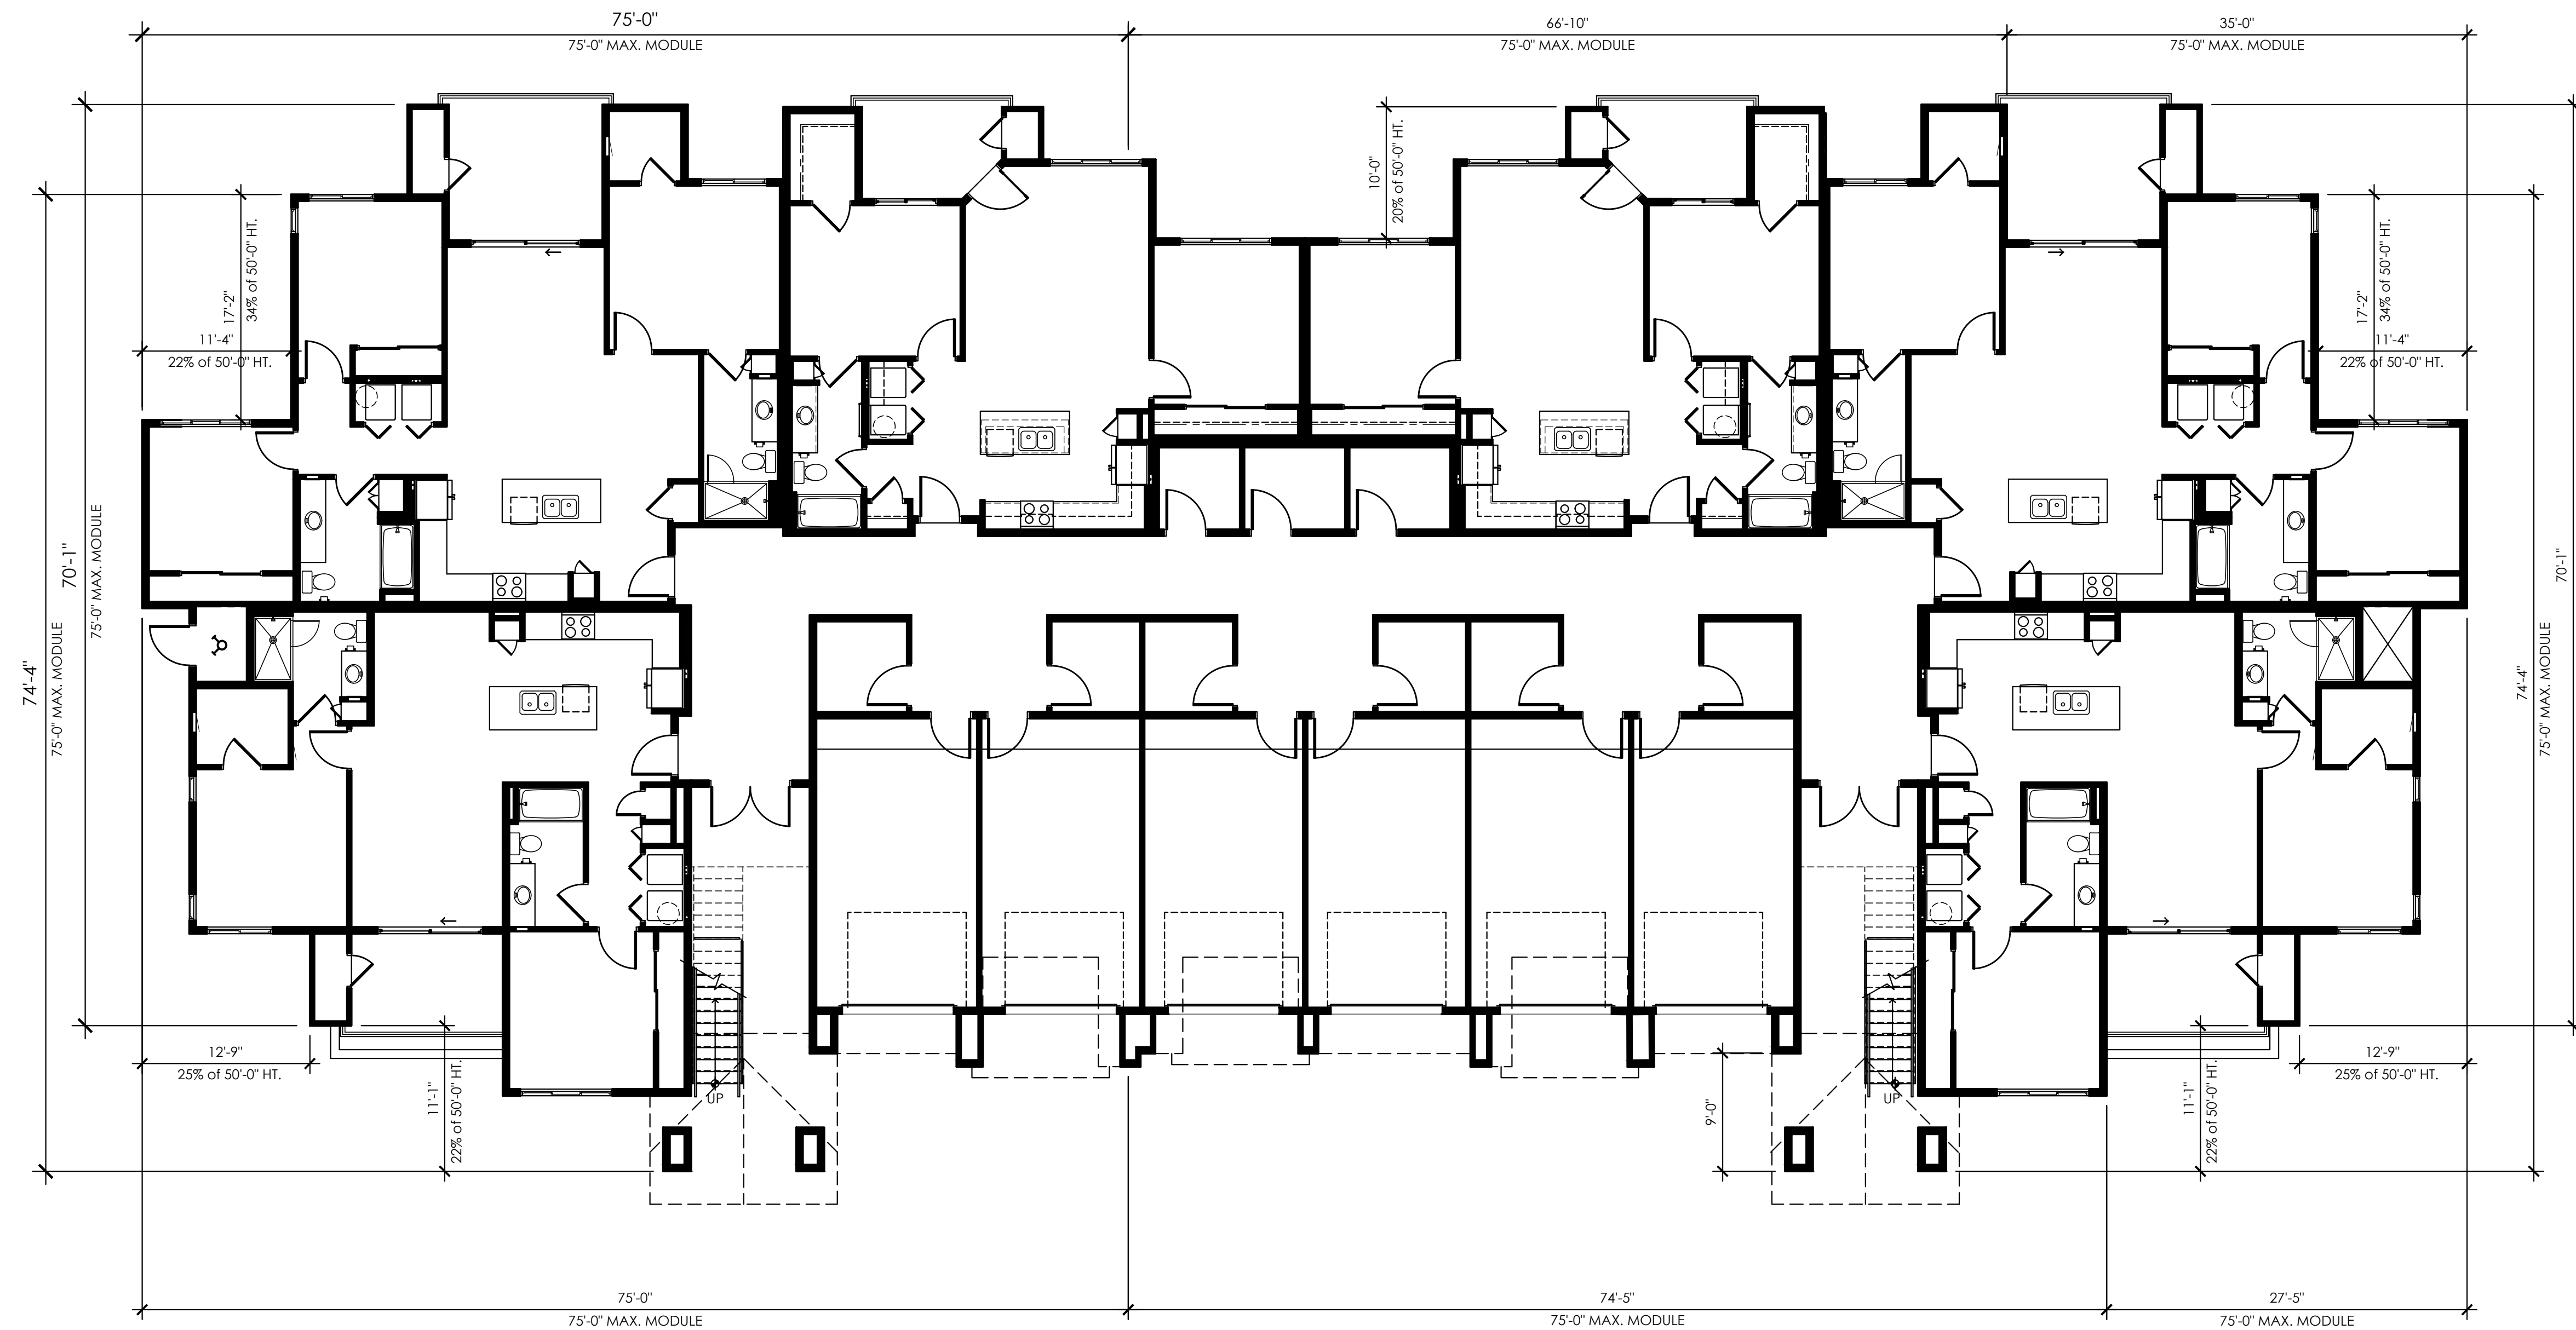 75'-0"
75'-0" MAX. MODULE
66'-10"
75'-0" MAX. MODULE
35'-0"
75'-0" MAX. MODULE
10'-0"
20% of 50'-0" HT.
17'-2"
34% of 50'-0" HT.
11'-4"
22% of 50'-0" HT.
17'-2"
34% of 50'-0" HT.
11'-4"
22% of 50'-0" HT.
70'-1"
75'-0" MAX. MODULE
74'-4"
75'-0" MAX. MODULE
70'-1"
74'-4"
75'-0" MAX. MODULE
12'-9"
25% of 50'-0" HT.
11'-1"
22% of 50'-0" HT.
UP
9'-0"
UP
11'-1"
22% of 50'-0" HT.
12'-9"
25% of 50'-0" HT.
75'-0"
75'-0" MAX. MODULE
74'-5"
75'-0" MAX. MODULE
27'-5"
75'-0" MAX. MODULE